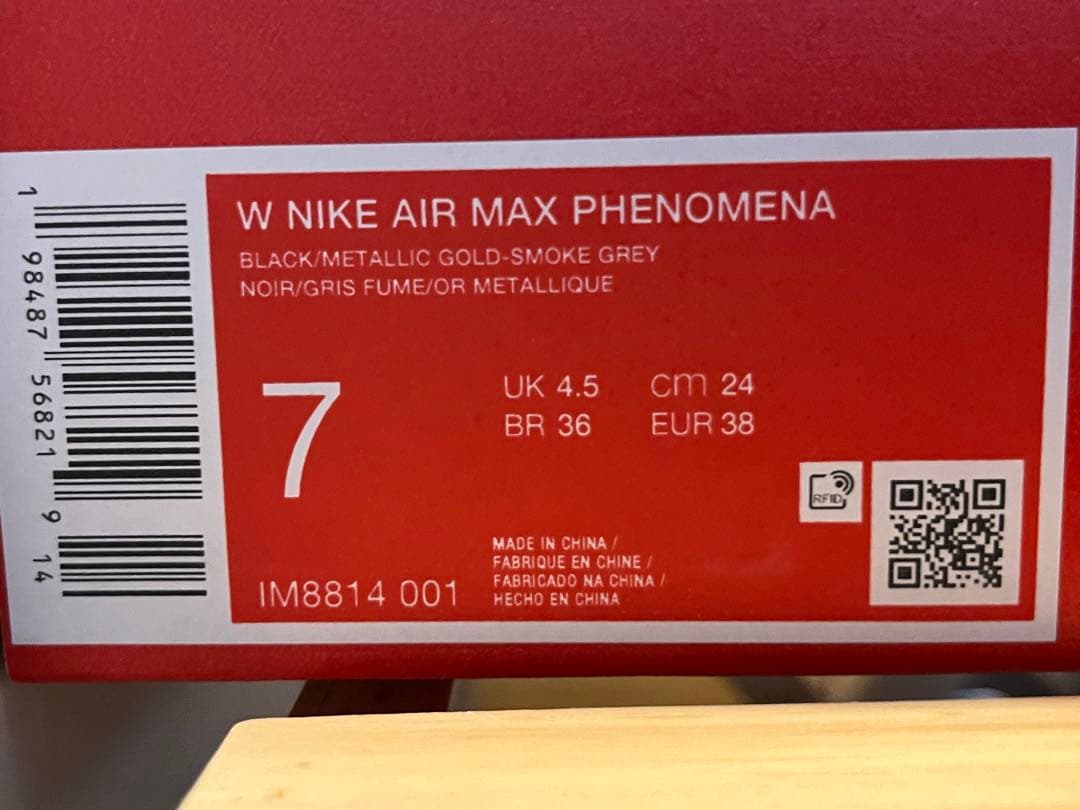 W NIKE AIR MAX PHENOMENA
BLACK/METALLIC GOLD-SMOKE GREY
NOIR/GRIS FUME/OR METALLIQUE
7
UK 4.5 cm 24
BR 36 EUR 38
RFID
MADE IN CHINA /
FABRIQUE EN CHINE /
FABRICADO NA CHINA /
HECHO EN CHINA
IM8814 001
1 98487 56821 9 14